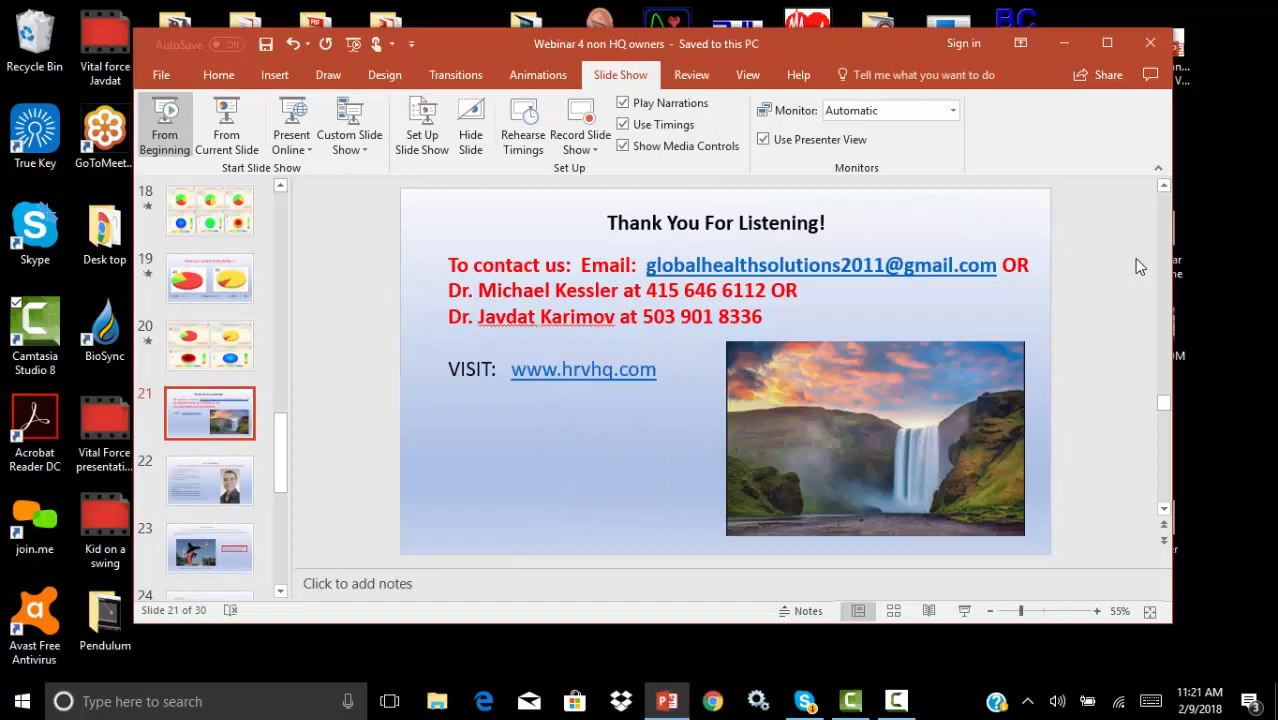 Recycle Bin
Vital force
Javdat
AutoSave Off
Webinar 4 non HQ owners - Saved to this PC
Sign in
File Home Insert Draw Design Transitions Animations Slide Show Review View Help Tell me what you want to do Share
From
Beginning
From
Current Slide
Present
Online
Custom Slide
Show
Start Slide Show
Set Up
Slide Show
Hide
Slide
Rehearse
Timings
Record Slide
Show
Play Narrations
Use Timings
Show Media Controls
Set Up
Monitor: Automatic
Use Presenter View
Monitors
True Key
GoToMeet...
Skype
Desk top
Camtasia
Studio 8
BioSync
Acrobat
Reader DC
Vital Force
presentati...
join.me
Kid on a
swing
Avast Free
Antivirus
Pendulum
18
19
20
21
22
23
24
Thank You For Listening!
To contact us: Email: globalhealthsolutions2011@gmail.com OR
Dr. Michael Kessler at 415 646 6112 OR
Dr. Javdat Karimov at 503 901 8336
VISIT: www.hrvhq.com
Click to add notes
Slide 21 of 30
Notes
55%
Type here to search
11:21 AM
2/9/2018
3